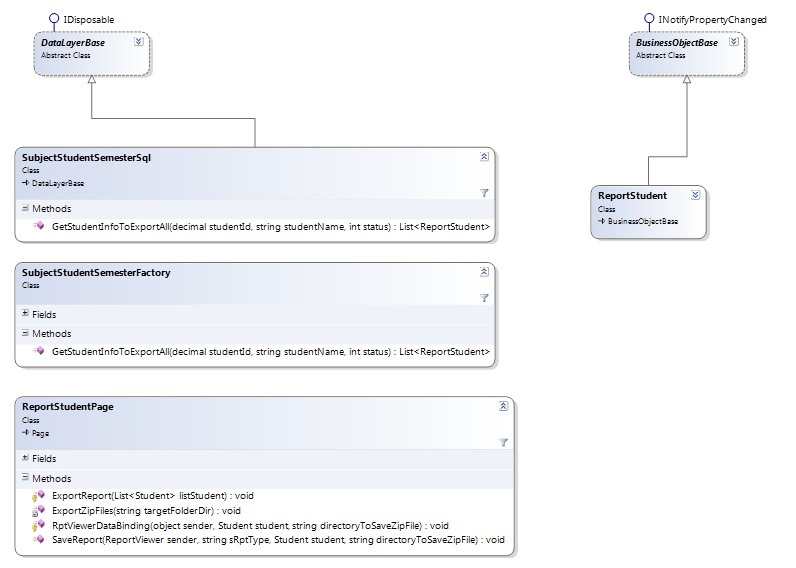 IDisposable
DataLayerBase
Abstract Class
INotifyPropertyChanged
BusinessObjectBase
Abstract Class
SubjectStudentSemesterSql
Class
DataLayerBase
Methods
GetStudentInfoToExportAll(decimal studentId, string studentName, int status) : List<ReportStudent>
ReportStudent
Class
BusinessObjectBase
SubjectStudentSemesterFactory
Class
Fields
Methods
GetStudentInfoToExportAll(decimal studentId, string studentName, int status) : List<ReportStudent>
ReportStudentPage
Class
Page
Fields
Methods
ExportReport(List<Student> listStudent) : void
ExportZipFiles(string targetFolderDir) : void
RptViewerDataBinding(object sender, Student student, string directoryToSaveZipFile) : void
SaveReport(ReportViewer sender, string sRptType, Student student, string directoryToSaveZipFile) : void